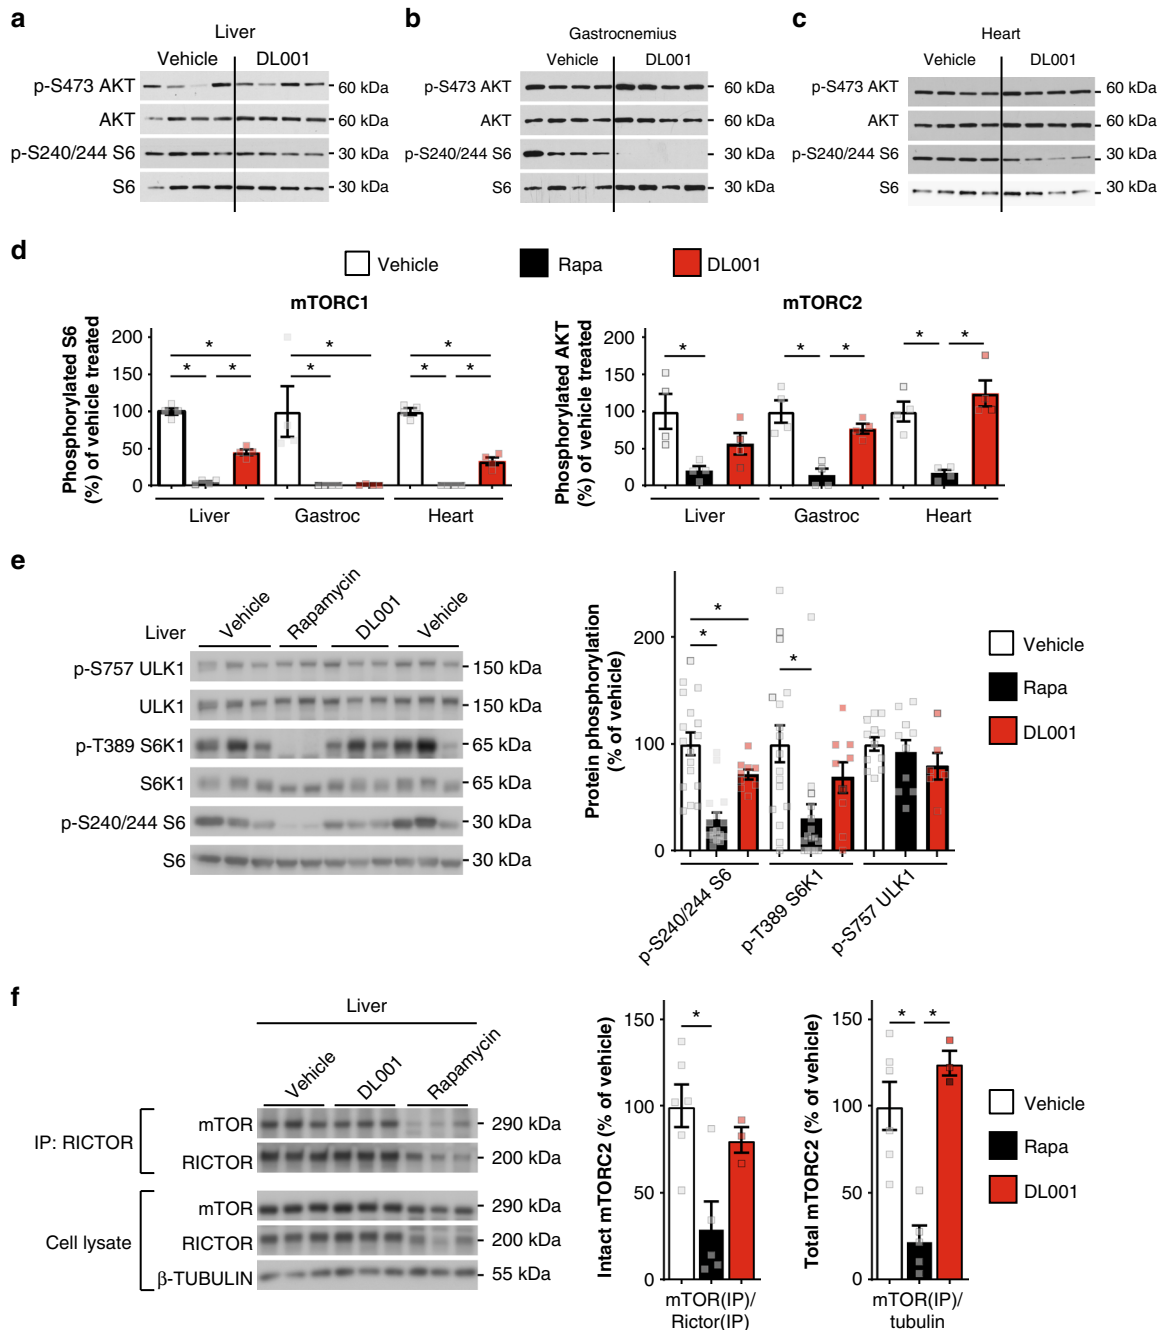 a
Liver
Vehicle DL001
p-S473 AKT 60 kDa
AKT 60 kDa
p-S240/244 S6 30 kDa
S6 30 kDa
b
Gastrocnemius
Vehicle DL001
p-S473 AKT 60 kDa
AKT 60 kDa
p-S240/244 S6 30 kDa
S6 30 kDa
c
Heart
Vehicle DL001
p-S473 AKT 60 kDa
AKT 60 kDa
p-S240/244 S6 30 kDa
S6 30 kDa
d
Vehicle Rapa DL001
mTORC1
Phosphorylated S6
(%) of vehicle treated
200
150
100
50
0
* * *
* *
* * *
Liver Gastroc Heart
mTORC2
Phosphorylated AKT
(%) of vehicle treated
200
150
100
50
0
*
* *
* *
Liver Gastroc Heart
e
Liver
Vehicle Rapamycin DL001 Vehicle
p-S757 ULK1 150 kDa
ULK1 150 kDa
p-T389 S6K1 65 kDa
S6K1 65 kDa
p-S240/244 S6 30 kDa
S6 30 kDa
Protein phosphorylation
(% of vehicle)
200
100
0
*
*
*
p-S240/244 S6
p-T389 S6K1
p-S757 ULK1
Vehicle
Rapa
DL001
f
Liver
Vehicle DL001 Rapamycin
IP: RICTOR
mTOR 290 kDa
RICTOR 200 kDa
Cell lysate
mTOR 290 kDa
RICTOR 200 kDa
β-TUBULIN 55 kDa
Intact mTORC2 (% of vehicle)
150
100
50
0
*
mTOR(IP)/
Rictor(IP)
Total mTORC2 (% of vehicle)
150
100
50
0
* *
mTOR(IP)/
tubulin
Vehicle
Rapa
DL001